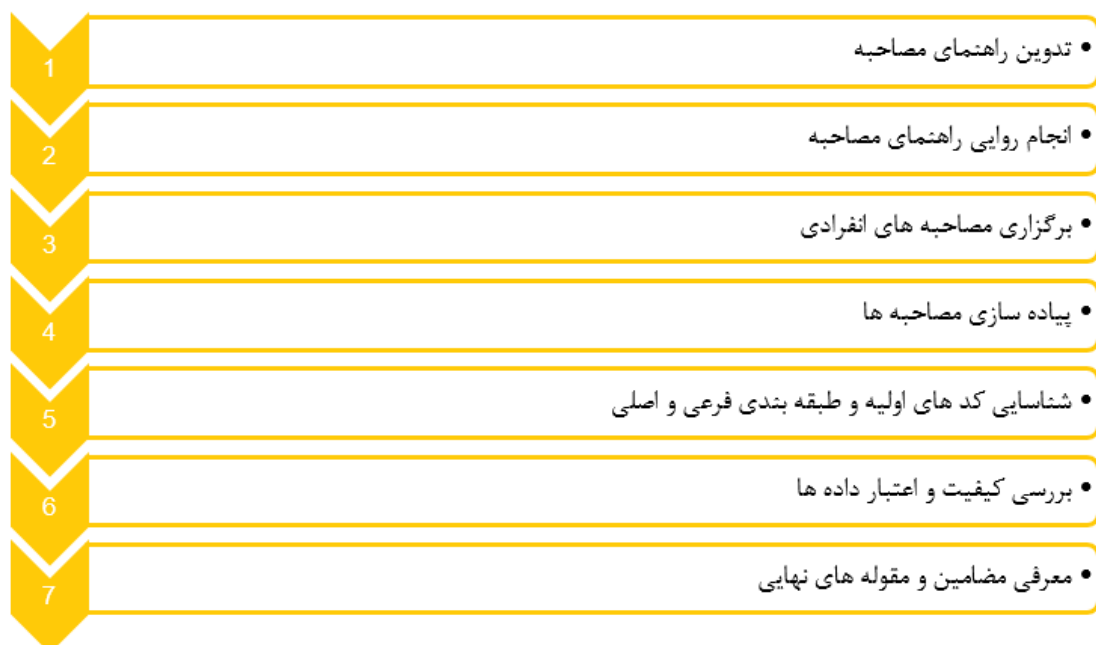 1
• تدوین راهنمای مصاحبه
2
• انجام روایی راهنمای مصاحبه
3
• برگزاری مصاحبه های انفرادی
4
• پیاده سازی مصاحبه ها
5
• شناسایی کد های اولیه و طبقه بندی فرعی و اصلی
6
• بررسی کیفیت و اعتبار داده ها
7
• معرفی مضامین و مقوله های نهایی